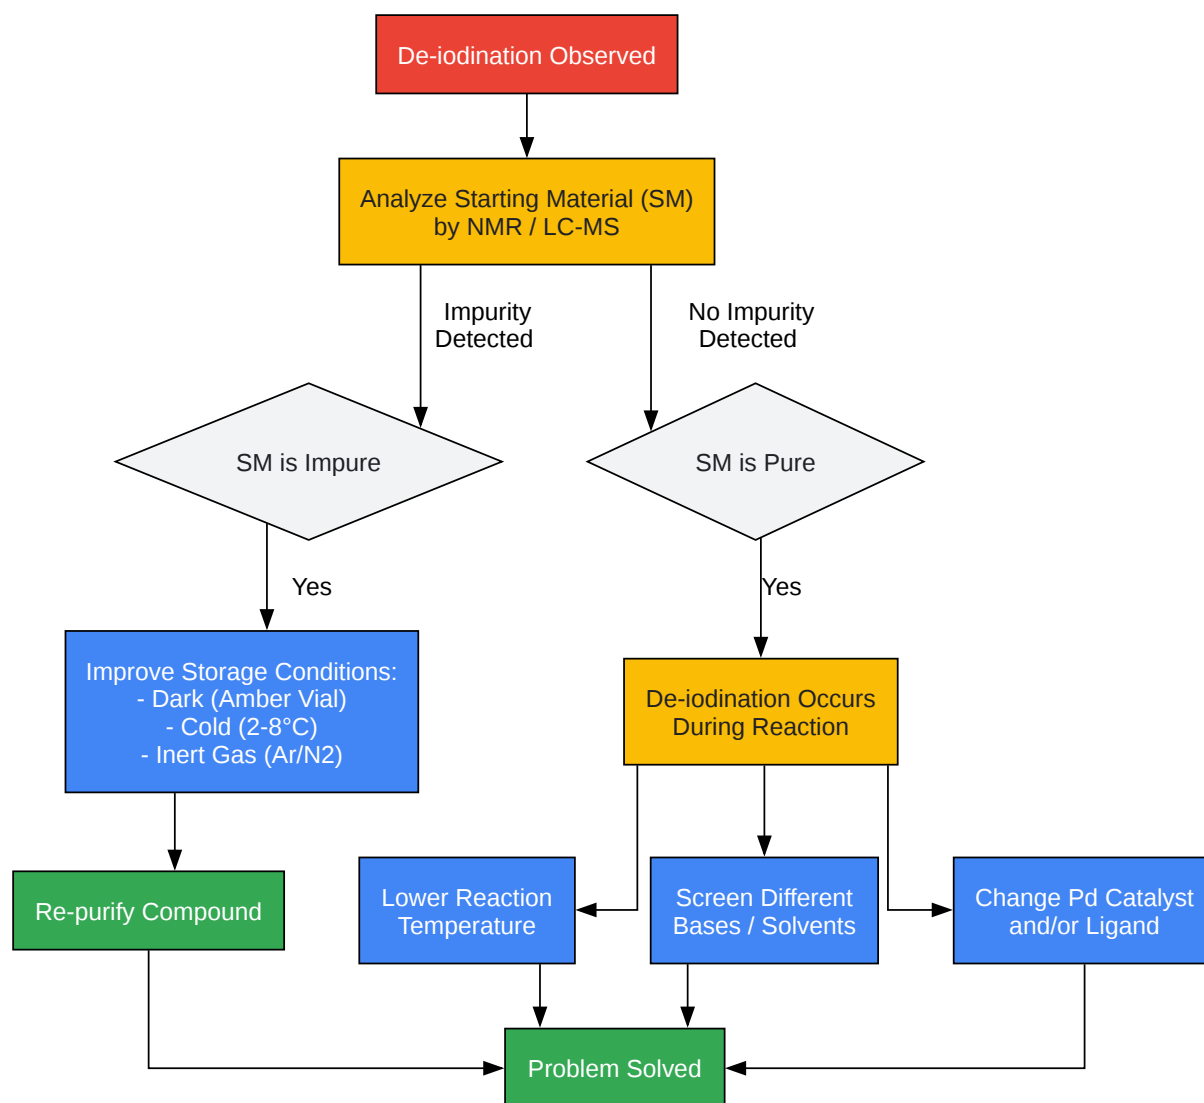 De-iodination Observed
Analyze Starting Material (SM)
by NMR / LC-MS
Impurity
Detected
No Impurity
Detected
SM is Impure
SM is Pure
Yes
Yes
Improve Storage Conditions:
- Dark (Amber Vial)
- Cold (2-8°C)
- Inert Gas (Ar/N2)
De-iodination Occurs
During Reaction
Re-purify Compound
Lower Reaction
Temperature
Screen Different
Bases / Solvents
Change Pd Catalyst
and/or Ligand
Problem Solved